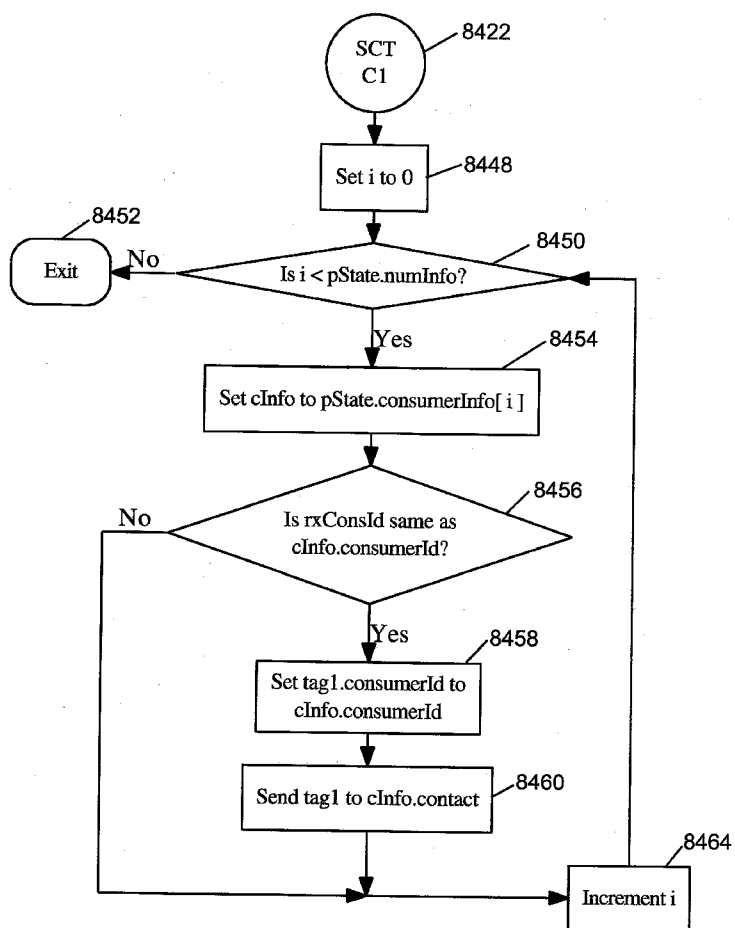 8422
SCT
C1
Set i to 0
8448
8452
8450
Exit
No
Is i < pState.numInfo?
Yes
8454
Set cInfo to pState.consumerInfo[ i ]
8456
No
Is rxConsId same as
cInfo.consumerId?
Yes
8458
Set tag1.consumerId to
cInfo.consumerId
Send tag1 to cInfo.contact
8460
8464
Increment i